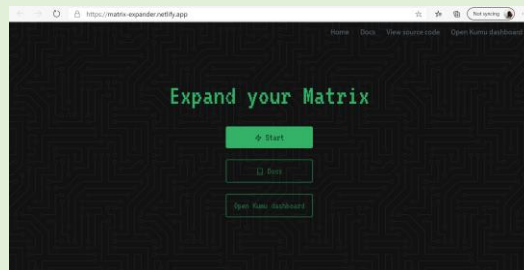 https://matrix-expander.netlify.app
Not syncing
Home Docs View source code Open Kumu dashboard
Expand your Matrix
Start
Docs
Open Kumu dashboard